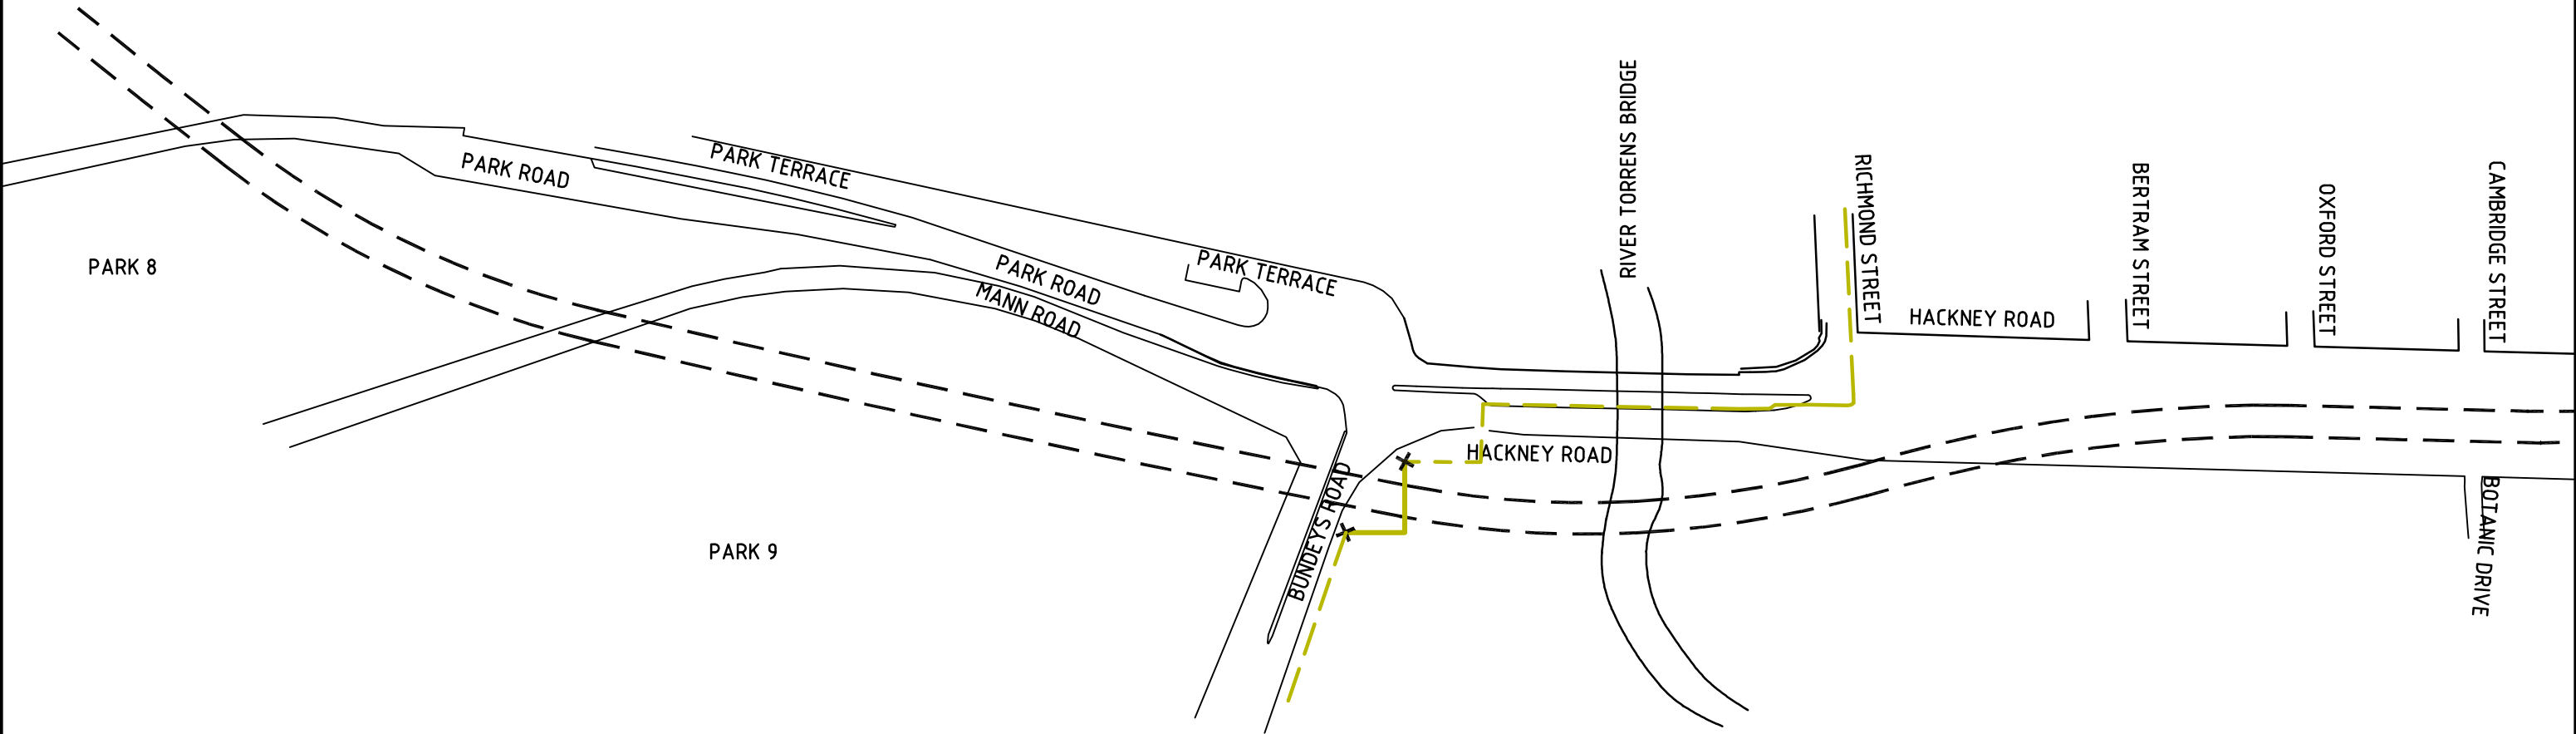 PARK 8
PARK ROAD
PARK TERRACE
PARK 9
PARK ROAD
MANN ROAD
PARK TERRACE
BUNDEYS ROAD
HACKNEY ROAD
RIVER TORRENS BRIDGE
RICHMOND STREET
HACKNEY ROAD
BERTRAM STREET
OXFORD STREET
CAMBRIDGE STREET
BOTANIC DRIVE